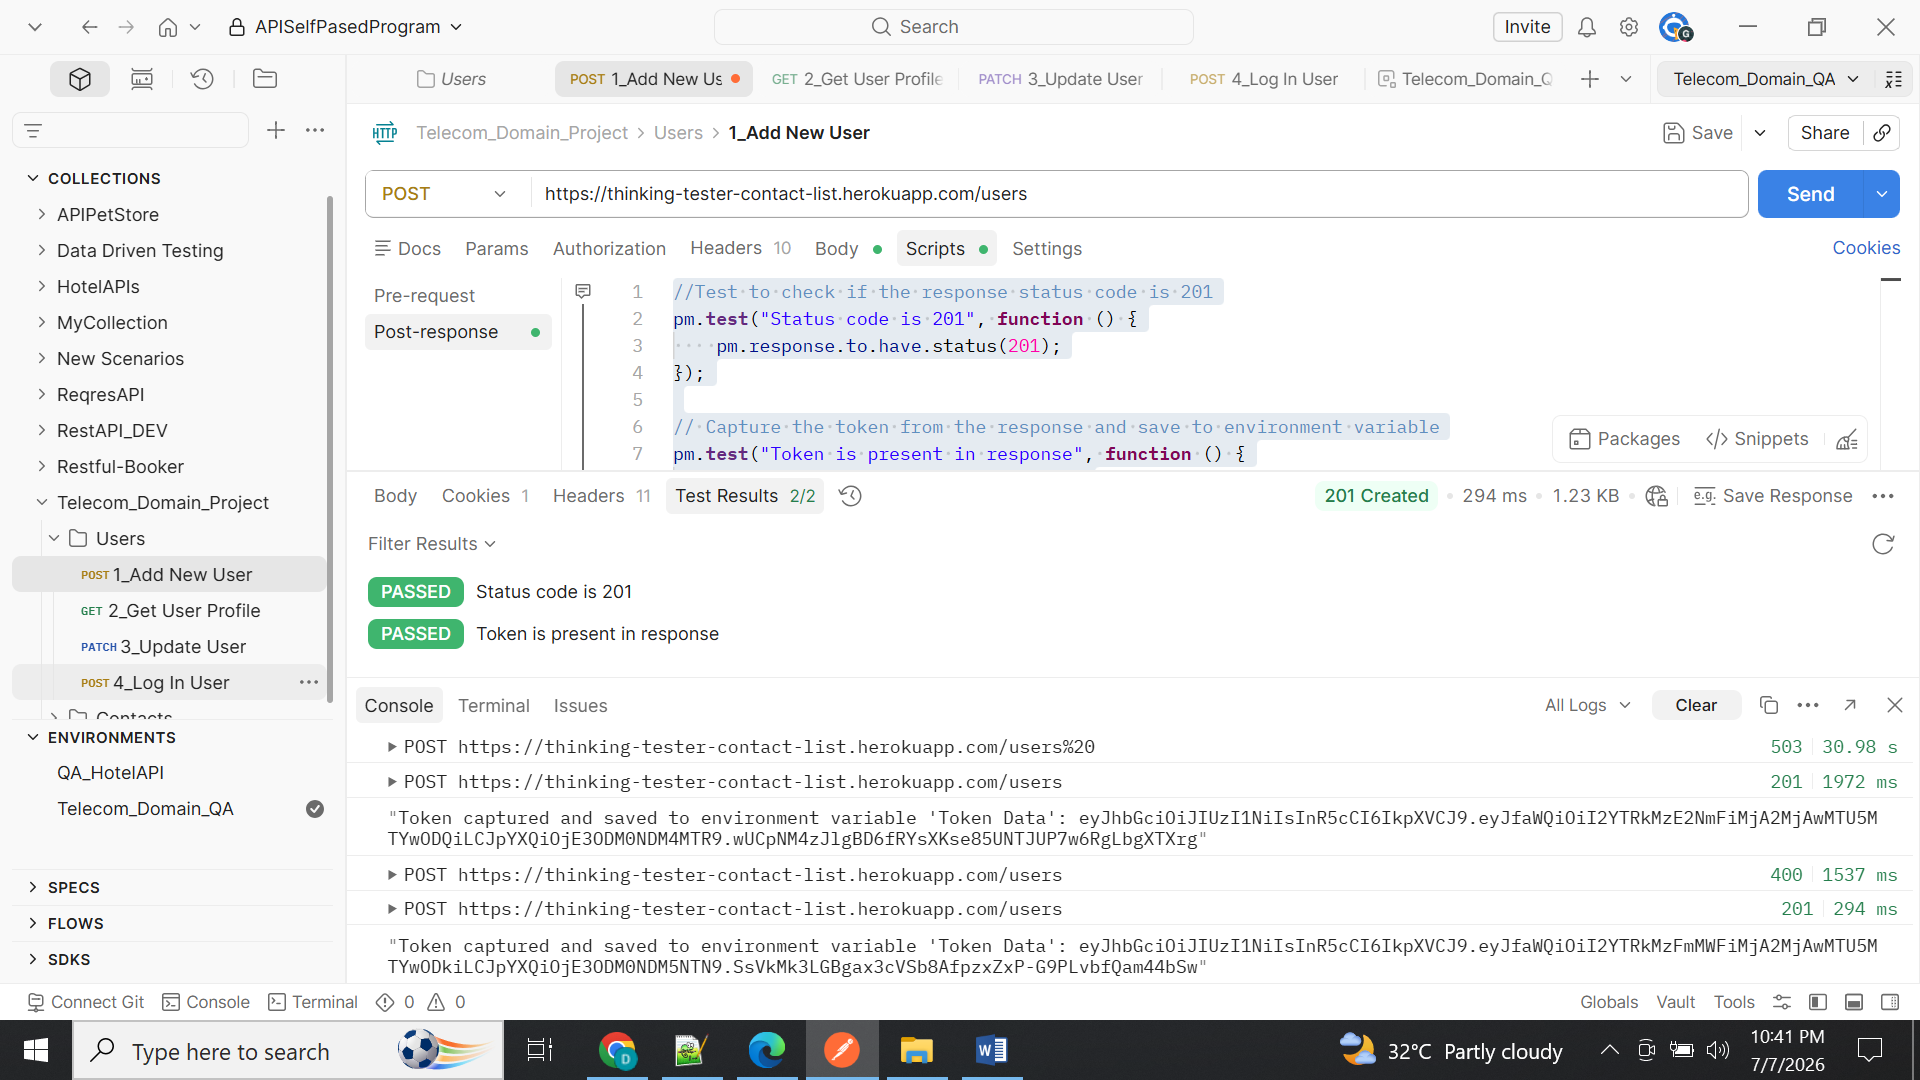 APISelfPasedProgram
Search
Invite
Users
POST 1_Add New Us
GET 2_Get User Profile
PATCH 3_Update User
POST 4_Log In User
Telecom_Domain_Q
Telecom_Domain_QA
HTTP Telecom_Domain_Project > Users > 1_Add New User
Save
Share
POST https://thinking-tester-contact-list.herokuapp.com/users
Send
Docs Params Authorization Headers 10 Body Scripts Settings
Cookies
Pre-request
Post-response
1 //Test to check if the response status code is 201
2 pm.test("Status code is 201", function () {
3 pm.response.to.have.status(201);
4 });
5
6 // Capture the token from the response and save to environment variable
7 pm.test("Token is present in response", function () {
Packages
</> Snippets
Body Cookies 1 Headers 11 Test Results 2/2
201 Created 294 ms 1.23 KB e.g. Save Response
Filter Results
PASSED Status code is 201
PASSED Token is present in response
Console Terminal Issues
All Logs Clear
POST https://thinking-tester-contact-list.herokuapp.com/users%20 503 30.98 s
POST https://thinking-tester-contact-list.herokuapp.com/users 201 1972 ms
"Token captured and saved to environment variable 'Token Data': eyJhbGciOiJIUzI1NiIsInR5cCI6IkpXVCJ9.eyJfaWQiOiI2YTRkMzE2NmFiMjA2MjAwMTU5M
TYwODQiLCJpYXQiOjE3ODM0NDM4MTR9.wUCpNM4zJlgBD6fRYsXKse85UNTJUP7w6RgLbgXTXrg"
POST https://thinking-tester-contact-list.herokuapp.com/users 400 1537 ms
POST https://thinking-tester-contact-list.herokuapp.com/users 201 294 ms
"Token captured and saved to environment variable 'Token Data': eyJhbGciOiJIUzI1NiIsInR5cCI6IkpXVCJ9.eyJfaWQiOiI2YTRkMzFmMWFiMjA2MjAwMTU5M
TYwODkiLCJpYXQiOjE3ODM0NDM5NTN9.SsVkMk3LGBgax3cVSb8AfpzxZxP-G9PLvbfQam44bSw"
COLLECTIONS
APIPetStore
Data Driven Testing
HotelAPIs
MyCollection
New Scenarios
ReqresAPI
RestAPI_DEV
Restful-Booker
Telecom_Domain_Project
Users
POST 1_Add New User
GET 2_Get User Profile
PATCH 3_Update User
POST 4_Log In User
Contacts
ENVIRONMENTS
QA_HotelAPI
Telecom_Domain_QA
SPECS
FLOWS
SDKS
Connect Git Console Terminal 0 0
Globals Vault Tools
Type here to search
32°C Partly cloudy
10:41 PM
7/7/2026